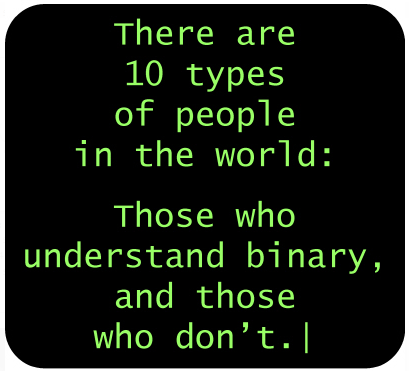 There are
10 types
of people
in the world:
Those who
understand binary,
and those
who don’t.|